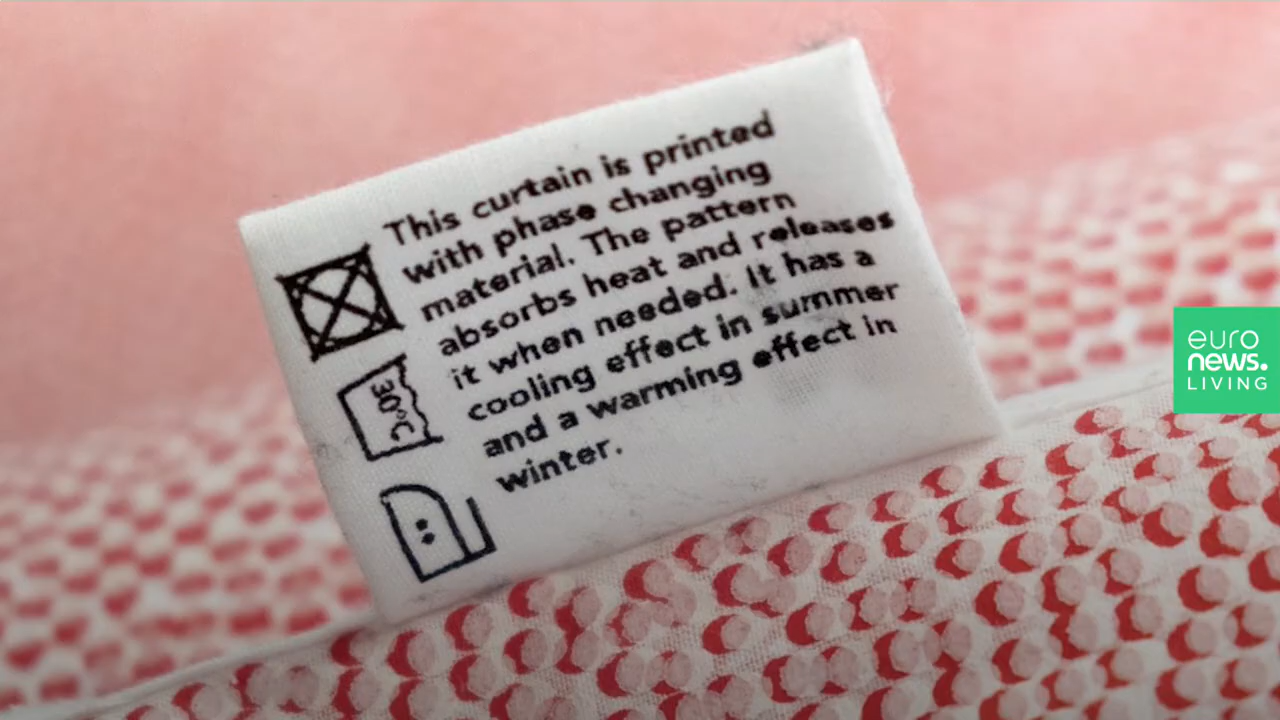 This curtain is printed
with phase changing
material. The pattern
absorbs heat and releases
it when needed. It has a
cooling effect in summer
and a warming effect in
winter.
30°C
euro
news.
LIVING